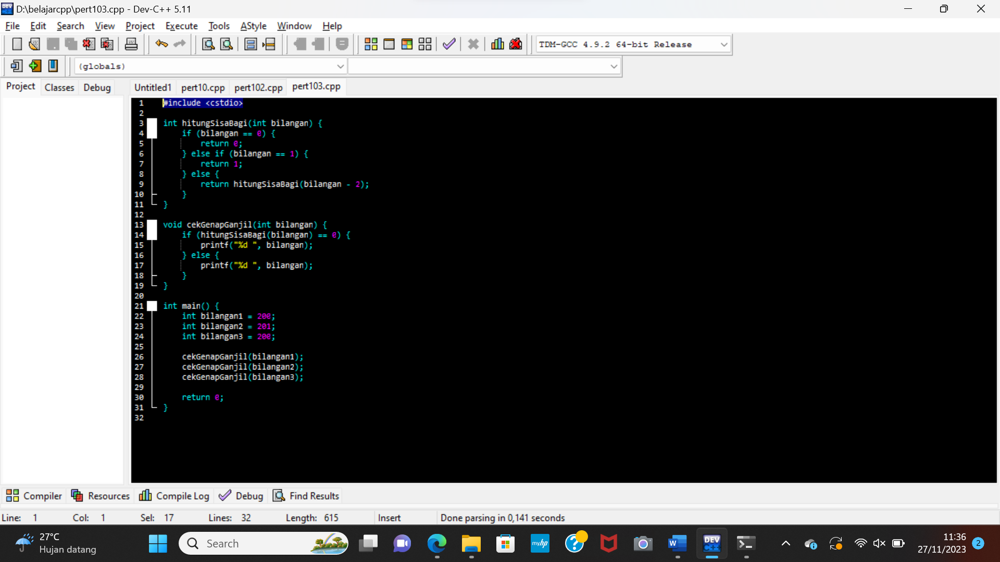 D:\belajarcpp\pert103.cpp - Dev-C++ 5.11
File Edit Search View Project Execute Tools AStyle Window Help
TDM-GCC 4.9.2 64-bit Release
(globals)
Project Classes Debug Untitled1 pert10.cpp pert102.cpp pert103.cpp
1 #include <cstdio>
2
3 int hitungSisaBagi(int bilangan) {
4 if (bilangan == 0) {
5 return 0;
6 } else if (bilangan == 1) {
7 return 1;
8 } else {
9 return hitungSisaBagi(bilangan - 2);
10 }
11 }
12
13 void cekGenapGanjil(int bilangan) {
14 if (hitungSisaBagi(bilangan) == 0) {
15 printf("%d ", bilangan);
16 } else {
17 printf("%d ", bilangan);
18 }
19 }
20
21 int main() {
22 int bilangan1 = 200;
23 int bilangan2 = 201;
24 int bilangan3 = 200;
25
26 cekGenapGanjil(bilangan1);
27 cekGenapGanjil(bilangan2);
28 cekGenapGanjil(bilangan3);
29
30 return 0;
31 }
32
Compiler Resources Compile Log Debug Find Results
Line: 1 Col: 1 Sel: 17 Lines: 32 Length: 615 Insert Done parsing in 0,141 seconds
27°C
Hujan datang
Search
myhp
W
DEV
C++
11:36
27/11/2023
2